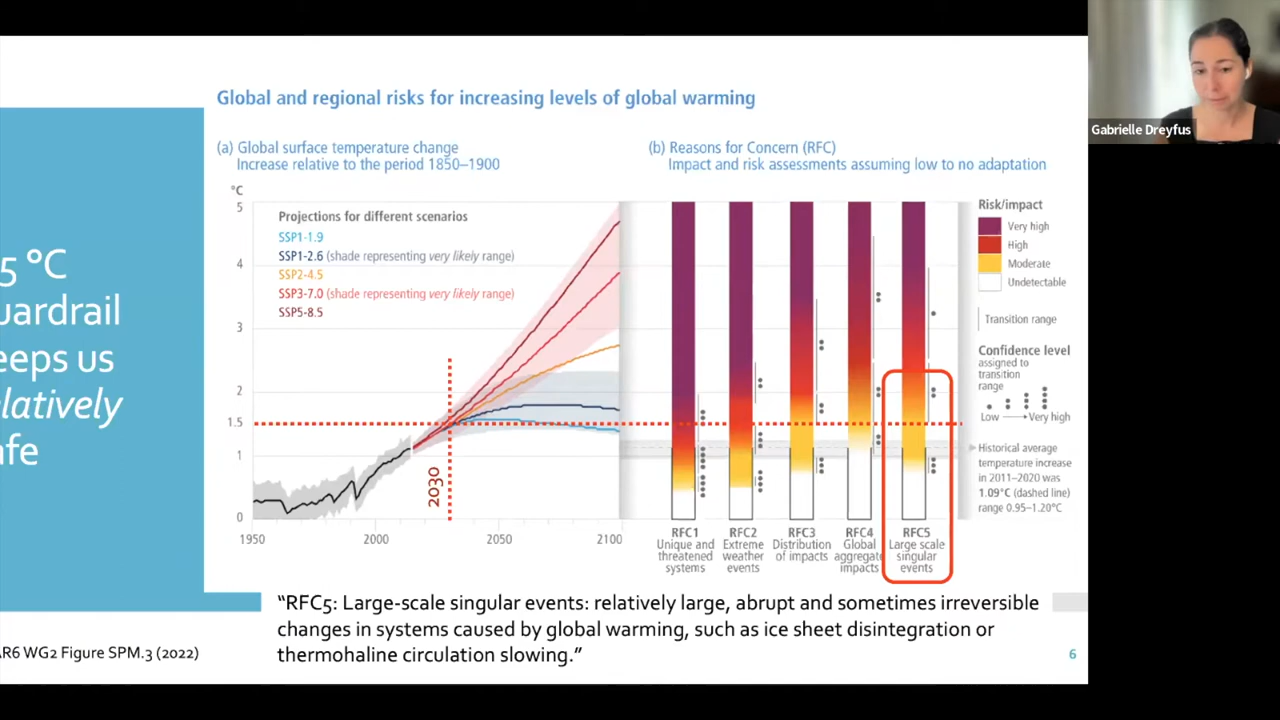 Gabrielle Dreyfus
Global and regional risks for increasing levels of global warming
(a) Global surface temperature change
Increase relative to the period 1850–1900
(b) Reasons for Concern (RFC)
Impact and risk assessments assuming low to no adaptation
°C
5
4
3
2
1.5
1
0
Projections for different scenarios
SSP1-1.9
SSP1-2.6 (shade representing very likely range)
SSP2-4.5
SSP3-7.0 (shade representing very likely range)
SSP5-8.5
2030
1950
2000
2050
2100
RFC1
Unique and
threatened
systems
RFC2
Extreme
weather
events
RFC3
Distribution
of impacts
RFC4
Global
aggregate
impacts
RFC5
Large scale
singular
events
Risk/impact
Very high
High
Moderate
Undetectable
Transition range
Confidence level
assigned to
transition
range
Low Very high
Historical average
temperature increase
in 2011–2020 was
1.09°C (dashed line)
range 0.95–1.20°C
5 °C
uardrail
eeps us
latively
afe
“RFC5: Large-scale singular events: relatively large, abrupt and sometimes irreversible
changes in systems caused by global warming, such as ice sheet disintegration or
thermohaline circulation slowing.”
AR6 WG2 Figure SPM.3 (2022)
6